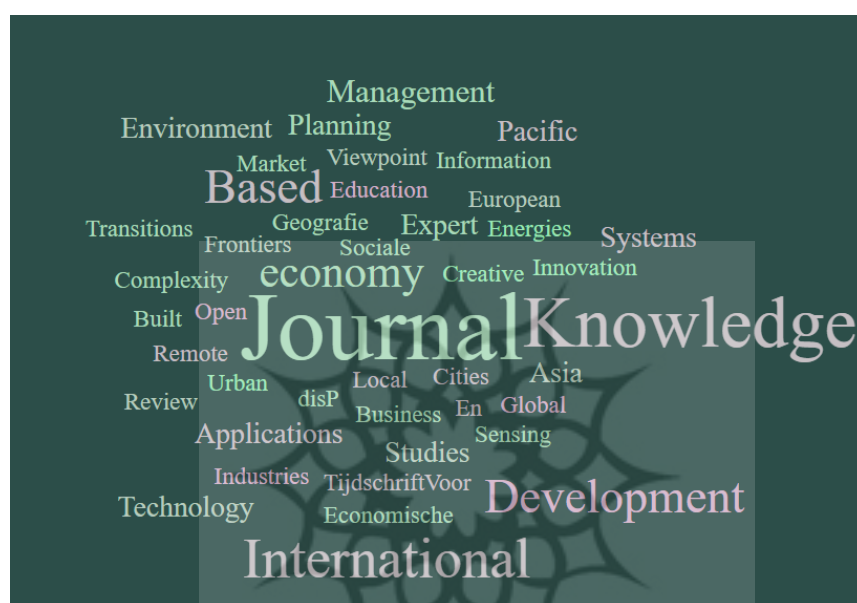 Management
Environment Planning Pacific
Market Viewpoint Information
Based Education European
Transitions Geografie Expert Energies Systems
Frontiers Sociale
Complexity economy Creative Innovation
Built Open Journal Knowledge
Remote
Urban Local Cities Asia
Review disP Business En Global
Applications Studies Sensing
Industries TijdschriftVoor Development
Technology Economische
International